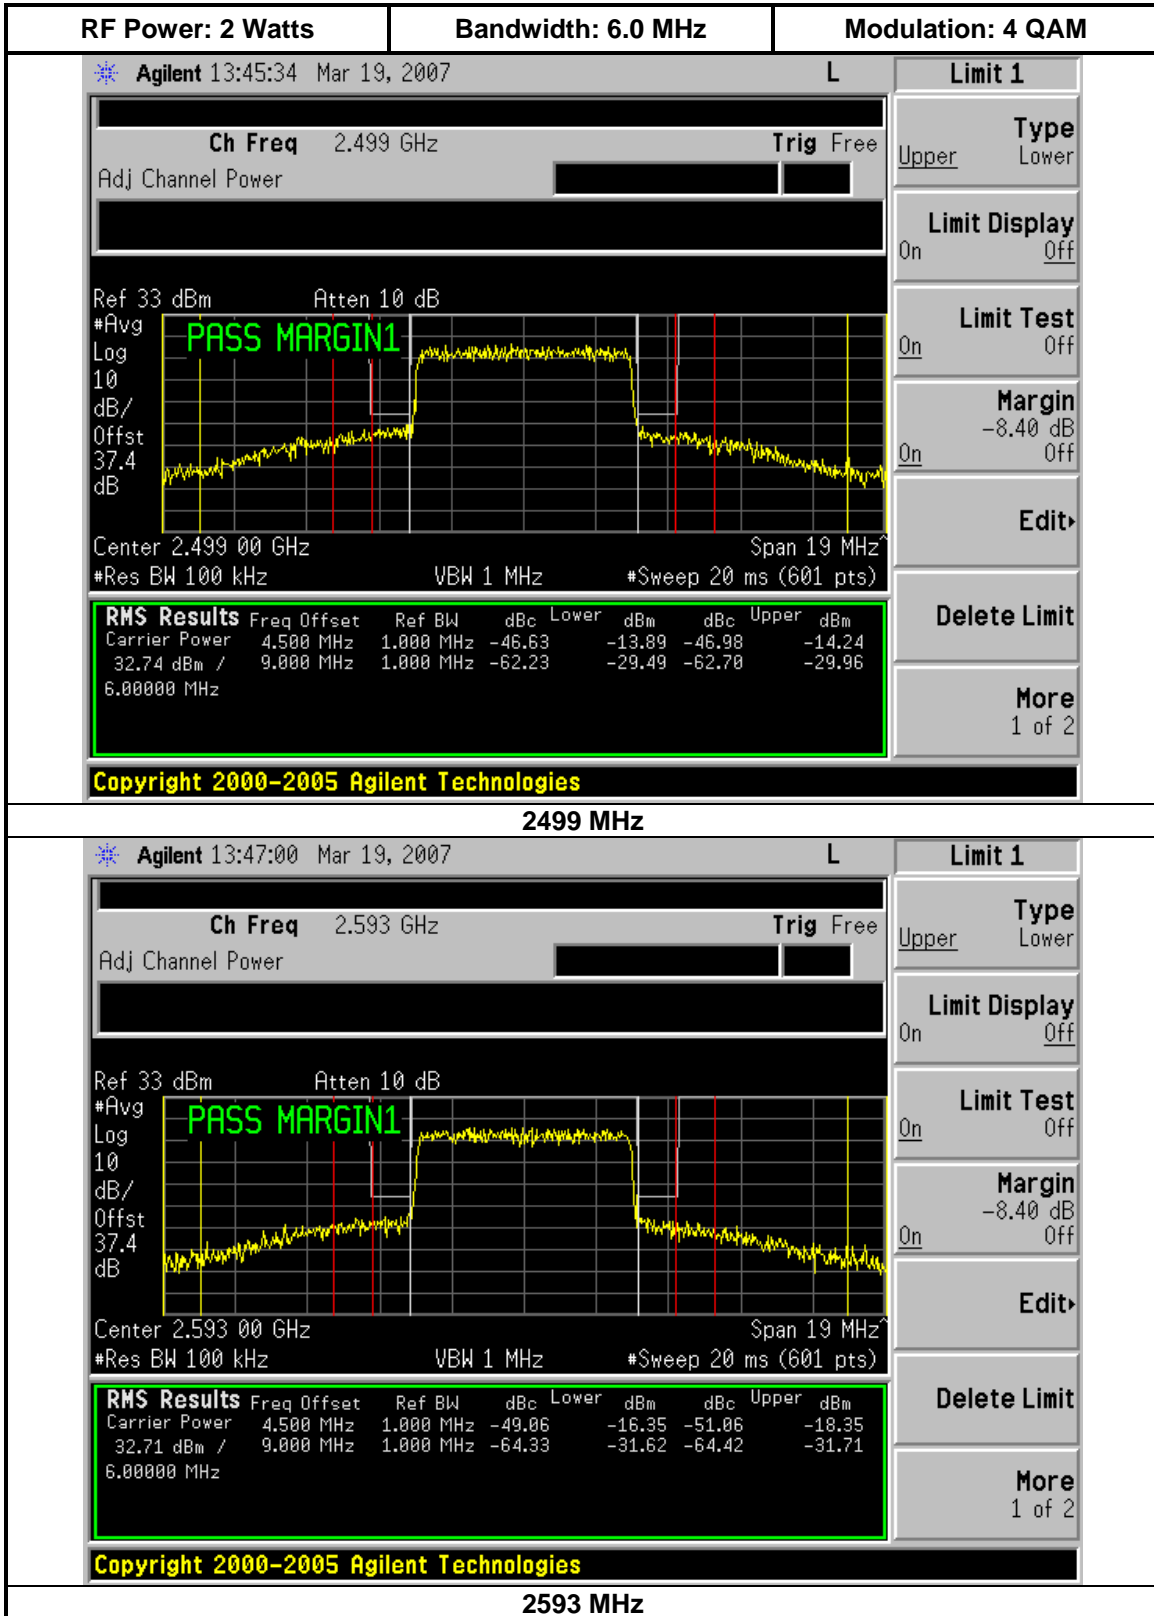 RF Power: 2 Watts Bandwidth: 6.0 MHz Modulation: 4 QAM
Agilent 13:45:34 Mar 19, 2007 L Limit 1
Ch Freq 2.499 GHz Trig Free
Adj Channel Power
Type
Upper Lower
Limit Display
On Off
Limit Test
On Off
Margin
-8.40 dB
On Off
Edit
Delete Limit
More
1 of 2
Ref 33 dBm Atten 10 dB
#Avg
Log
10
dB/
Offst
37.4
dB
PASS MARGIN1
Center 2.499 00 GHz Span 19 MHz^
#Res BW 100 kHz VBW 1 MHz #Sweep 20 ms (601 pts)
RMS Results Freq Offset Ref BW dBc Lower dBm dBc Upper dBm
Carrier Power 4.500 MHz 1.000 MHz -46.63 -13.89 -46.98 -14.24
32.74 dBm / 9.000 MHz 1.000 MHz -62.23 -29.49 -62.70 -29.96
6.00000 MHz
Copyright 2000-2005 Agilent Technologies
2499 MHz
Agilent 13:47:00 Mar 19, 2007 L Limit 1
Ch Freq 2.593 GHz Trig Free
Adj Channel Power
Type
Upper Lower
Limit Display
On Off
Limit Test
On Off
Margin
-8.40 dB
On Off
Edit
Delete Limit
More
1 of 2
Ref 33 dBm Atten 10 dB
#Avg
Log
10
dB/
Offst
37.4
dB
PASS MARGIN1
Center 2.593 00 GHz Span 19 MHz^
#Res BW 100 kHz VBW 1 MHz #Sweep 20 ms (601 pts)
RMS Results Freq Offset Ref BW dBc Lower dBm dBc Upper dBm
Carrier Power 4.500 MHz 1.000 MHz -49.06 -16.35 -51.06 -18.35
32.71 dBm / 9.000 MHz 1.000 MHz -64.33 -31.62 -64.42 -31.71
6.00000 MHz
Copyright 2000-2005 Agilent Technologies
2593 MHz